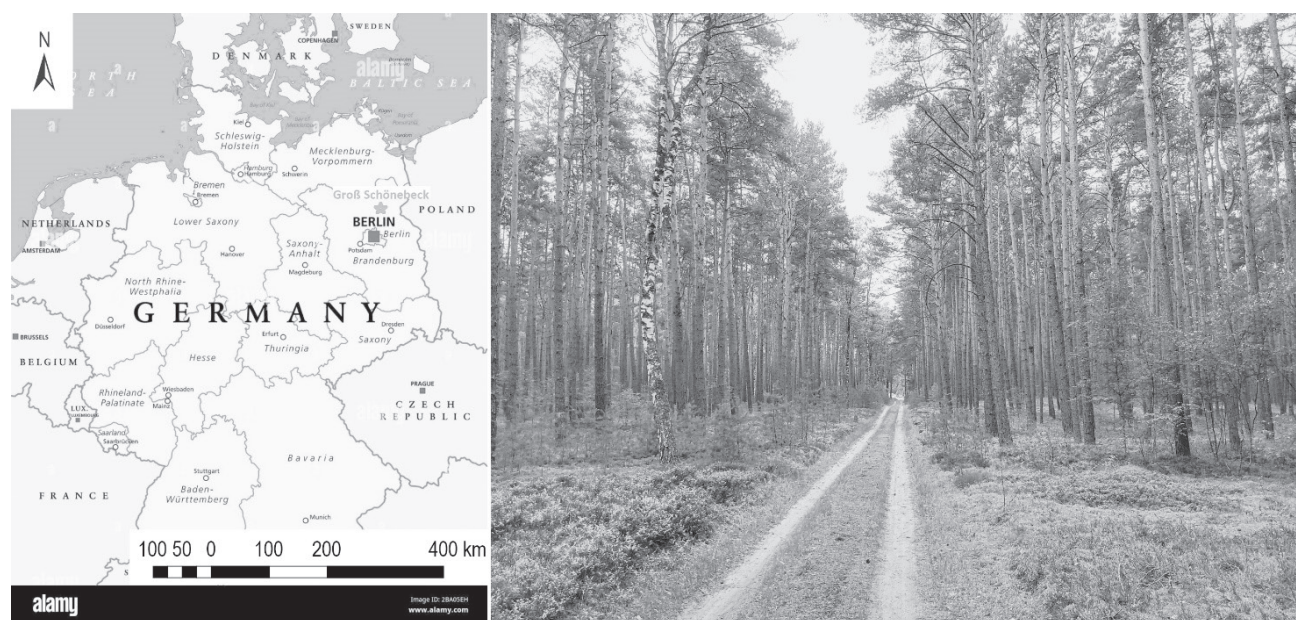 N
SWEDEN
COPENHAGEN
DENMARK
alamy
BALTIC SEA
Kiel
Schleswig-
Holstein
Mecklenburg-
Vorpommern
Hamburg
Hamburg
Schwerin
Bremen
Bremen
Groß Schönebeck
POLAND
NETHERLANDS
Lower Saxony
BERLIN
Berlin
AMSTERDAM
Hanover
Saxony-
Anhalt
Potsdam
Brandenburg
Magdeburg
North Rhine-
Westphalia
GERMANY
Düsseldorf
Erfurt
Dresden
BRUSSELS
Thuringia
Saxony
BELGIUM
Hesse
Rhineland-
Palatinate
Wiesbaden
Mainz
PRAGUE
LUX.
CZECH
REPUBLIC
Saarland
Saarbrücken
Bavaria
Stuttgart
FRANCE
Baden-
Württemberg
Munich
100 50 0 100 200 400 km
alamy
Image ID: 2BA05EH
www.alamy.com